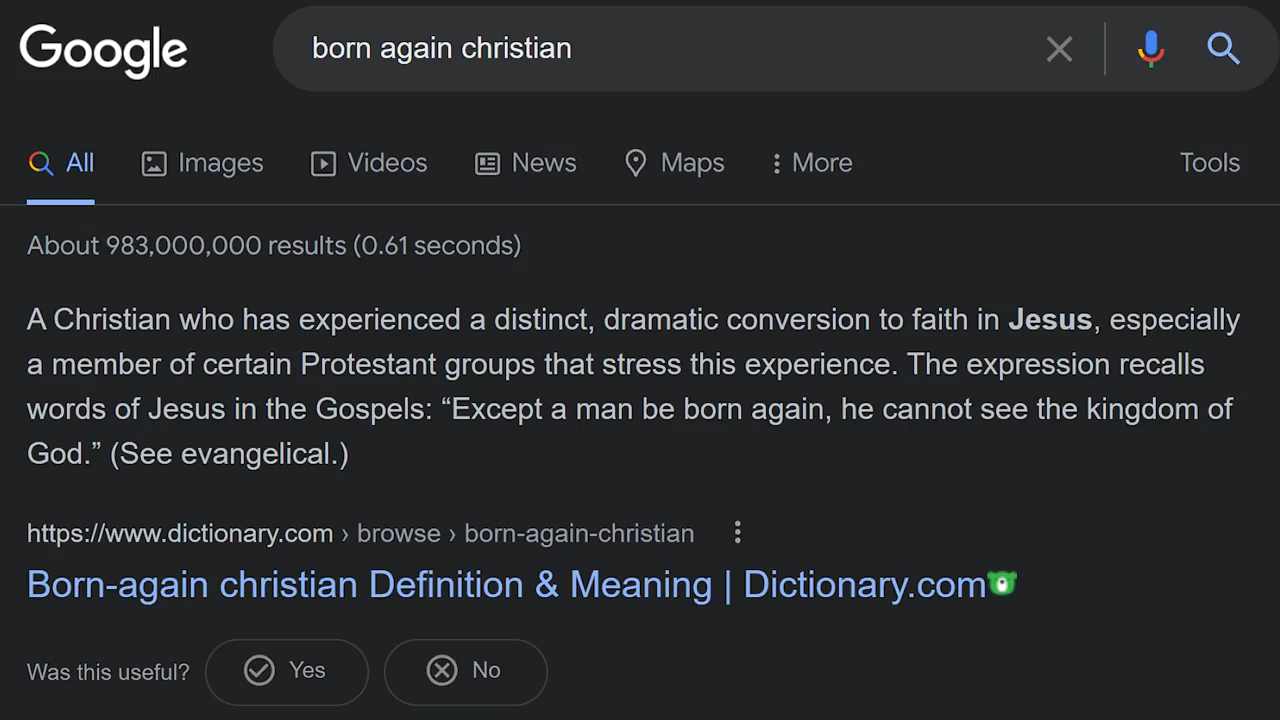 Google
born again christian
All Images Videos News Maps More Tools
About 983,000,000 results (0.61 seconds)
A Christian who has experienced a distinct, dramatic conversion to faith in Jesus, especially
a member of certain Protestant groups that stress this experience. The expression recalls
words of Jesus in the Gospels: “Except a man be born again, he cannot see the kingdom of
God.” (See evangelical.)
https://www.dictionary.com › browse › born-again-christian
Born-again christian Definition & Meaning | Dictionary.com
Was this useful? Yes No